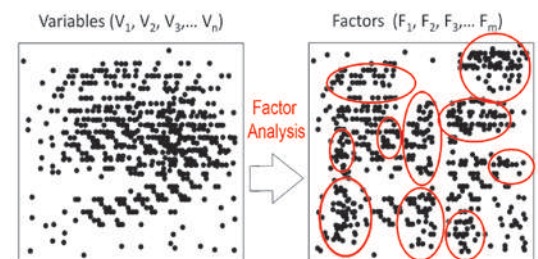 Variables (V1, V2, V3,... Vn)
Factors (F1, F2, F3,... Fm)
Factor
Analysis